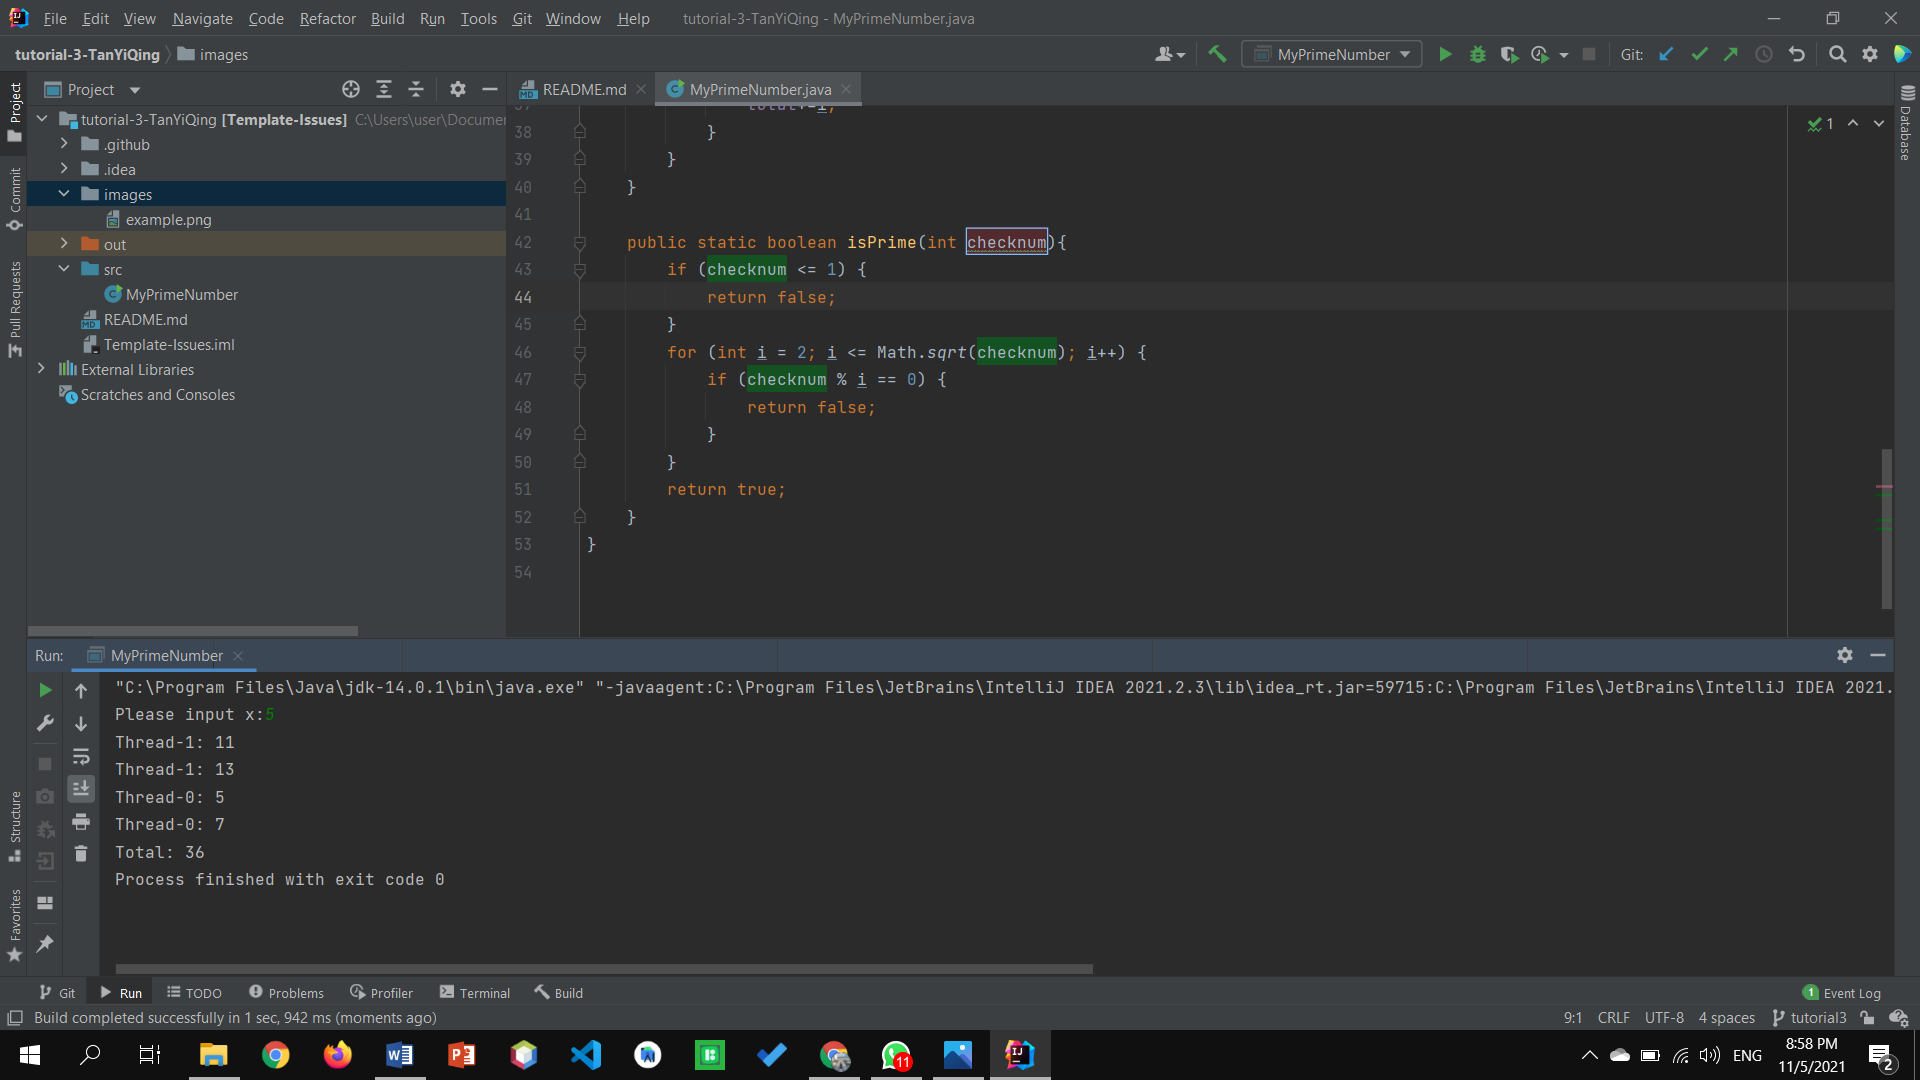 File Edit View Navigate Code Refactor Build Run Tools Git Window Help tutorial-3-TanYiQing - MyPrimeNumber.java
tutorial-3-TanYiQing images MyPrimeNumber Git:
Project
README.md MyPrimeNumber.java
tutorial-3-TanYiQing [Template-Issues] C:\Users\user\Documen
.github
.idea
images
example.png
out
src
MyPrimeNumber
README.md
Template-Issues.iml
External Libraries
Scratches and Consoles
Project
Commit
Pull Requests
Structure
Favorites
Database
1
37 total+=i;
38 }
39 }
40 }
41
42 public static boolean isPrime(int checknum){
43 if (checknum <= 1) {
44 return false;
45 }
46 for (int i = 2; i <= Math.sqrt(checknum); i++) {
47 if (checknum % i == 0) {
48 return false;
49 }
50 }
51 return true;
52 }
53 }
54
Run: MyPrimeNumber
"C:\Program Files\Java\jdk-14.0.1\bin\java.exe" "-javaagent:C:\Program Files\JetBrains\IntelliJ IDEA 2021.2.3\lib\idea_rt.jar=59715:C:\Program Files\JetBrains\IntelliJ IDEA 2021.
Please input x:5
Thread-1: 11
Thread-1: 13
Thread-0: 5
Thread-0: 7
Total: 36
Process finished with exit code 0
Git Run TODO Problems Profiler Terminal Build 1 Event Log
Build completed successfully in 1 sec, 942 ms (moments ago) 9:1 CRLF UTF-8 4 spaces tutorial3
11 ENG 8:58 PM
11/5/2021 2